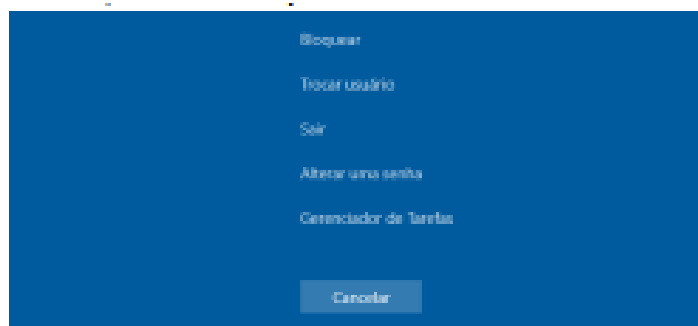 Bloquear
Trocar usuário
Sair
Alterar uma senha
Gerenciador de Tarefas
Cancelar